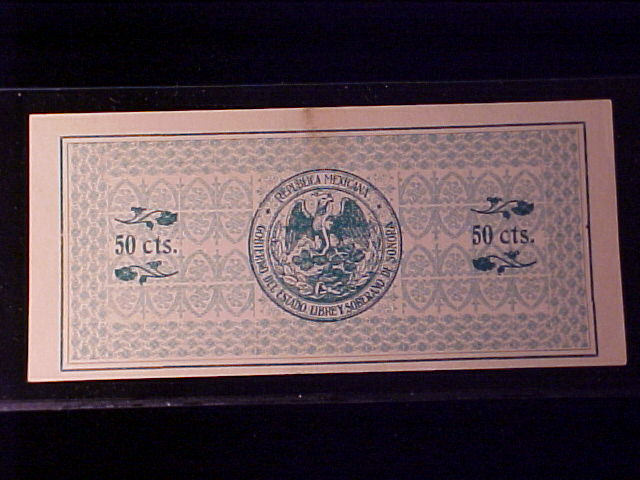 REPUBLICA MEXICANA
50 cts.
50 cts.
GOBIERNO DEL ESTADO LIBRE Y SOBERANO DE SONORA